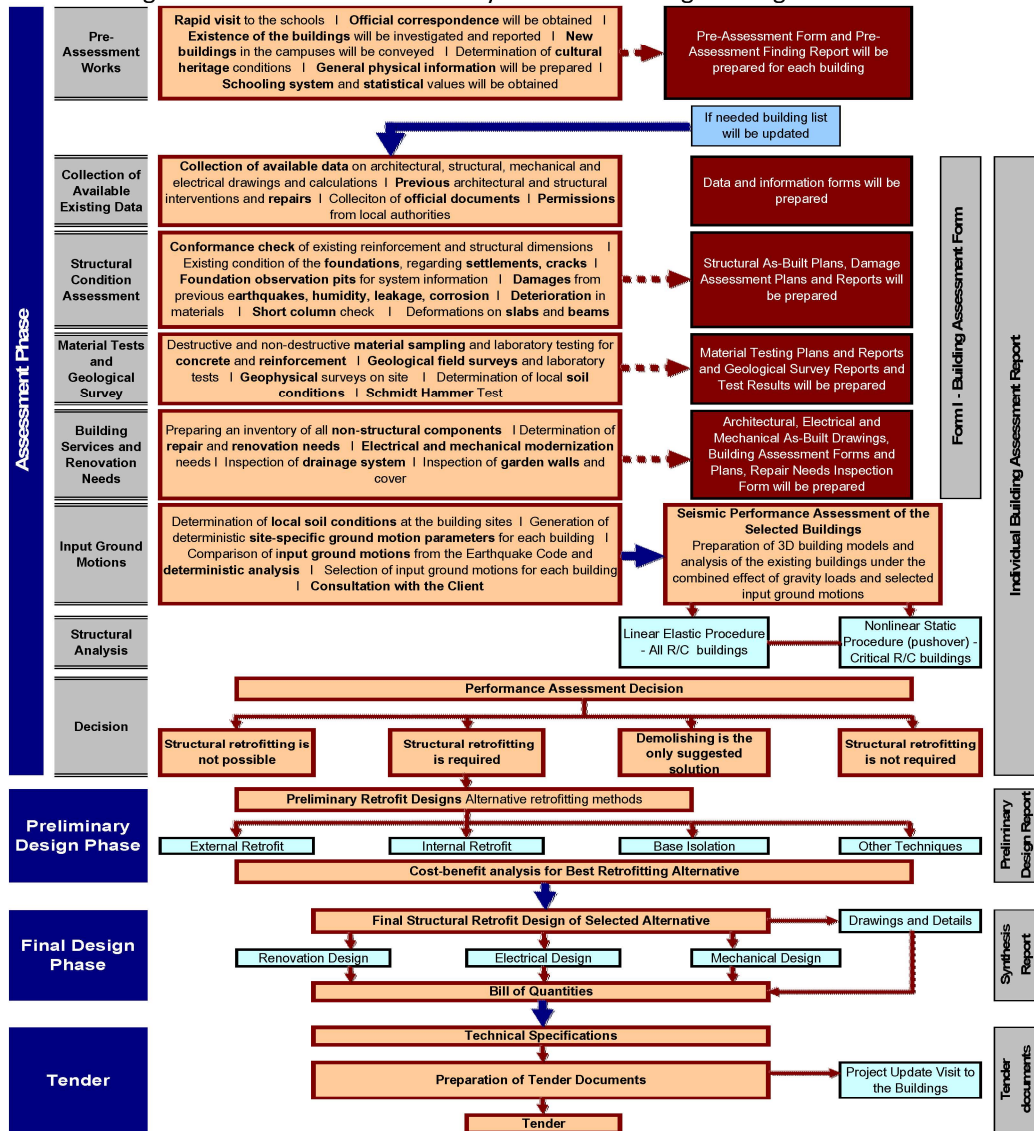 Pre-
Assessment
Works
Rapid visit to the schools I Official correspondence will be obtained I
Existence of the buildings will be investigated and reported I New
buildings in the campuses will be conveyed I Determination of cultural
heritage conditions I General physical information will be prepared I
Schooling system and statistical values will be obtained
Pre-Assessment Form and Pre-
Assessment Finding Report will be
prepared for each building
If needed building list
will be updated
Assessment Phase
Collection of
Available
Existing Data
Collection of available data on architectural, structural, mechanical and
electrical drawings and calculations I Previous architectural and structural
interventions and repairs I Colleciton of official documents I Permissions
from local authorities
Data and information forms will be
prepared
Structural
Condition
Assessment
Conformance check of existing reinforcement and structural dimensions I
Existing condition of the foundations, regarding settlements, cracks I
Foundation observation pits for system information I Damages from
previous earthquakes, humidity, leakage, corrosion I Deterioration in
materials I Short column check I Deformations on slabs and beams
Structural As-Built Plans, Damage
Assessment Plans and Reports will
be prepared
Material Tests
and
Geological
Survey
Destructive and non-destructive material sampling and laboratory testing for
concrete and reinforcement I Geological field surveys and laboratory
tests I Geophysical surveys on site I Determination of local soil
conditions I Schmidt Hammer Test
Material Testing Plans and Reports
and Geological Survey Reports and
Test Results will be prepared
Building
Services and
Renovation
Needs
Preparing an inventory of all non-structural components I Determination of
repair and renovation needs I Electrical and mechanical modernization
needs I Inspection of drainage system I Inspection of garden walls and
cover
Architectural, Electrical and
Mechanical As-Built Drawings,
Building Assessment Forms and
Plans, Repair Needs Inspection
Form will be prepared
Form I - Building Assessment Form
Individual Building Assessment Report
Input Ground
Motions
Determination of local soil conditions at the building sites I Generation of
deterministic site-specific ground motion parameters for each building I
Comparison of input ground motions from the Earthquake Code and
deterministic analysis I Selection of input ground motions for each building
I Consultation with the Client
Seismic Performance Assessment of the
Selected Buildings
Preparation of 3D building models and
analysis of the existing buildings under the
combined effect of gravity loads and selected
input ground motions
Structural
Analysis
Linear Elastic Procedure
- All R/C buildings
Nonlinear Static
Procedure (pushover) -
Critical R/C buildings
Decision
Performance Assessment Decision
Structural retrofitting is
not possible
Structural retrofitting
is required
Demolishing is the
only suggested
solution
Structural retrofitting
is not required
Preliminary
Design Phase
Preliminary Retrofit Designs Alternative retrofitting methods
External Retrofit
Internal Retrofit
Base Isolation
Other Techniques
Cost-benefit analysis for Best Retrofitting Alternative
Preliminary
Design Report
Final Design
Phase
Final Structural Retrofit Design of Selected Alternative
Drawings and Details
Renovation Design
Electrical Design
Mechanical Design
Bill of Quantities
Synthesis
Report
Tender
Technical Specifications
Preparation of Tender Documents
Project Update Visit to
the Buildings
Tender
Tender
documents